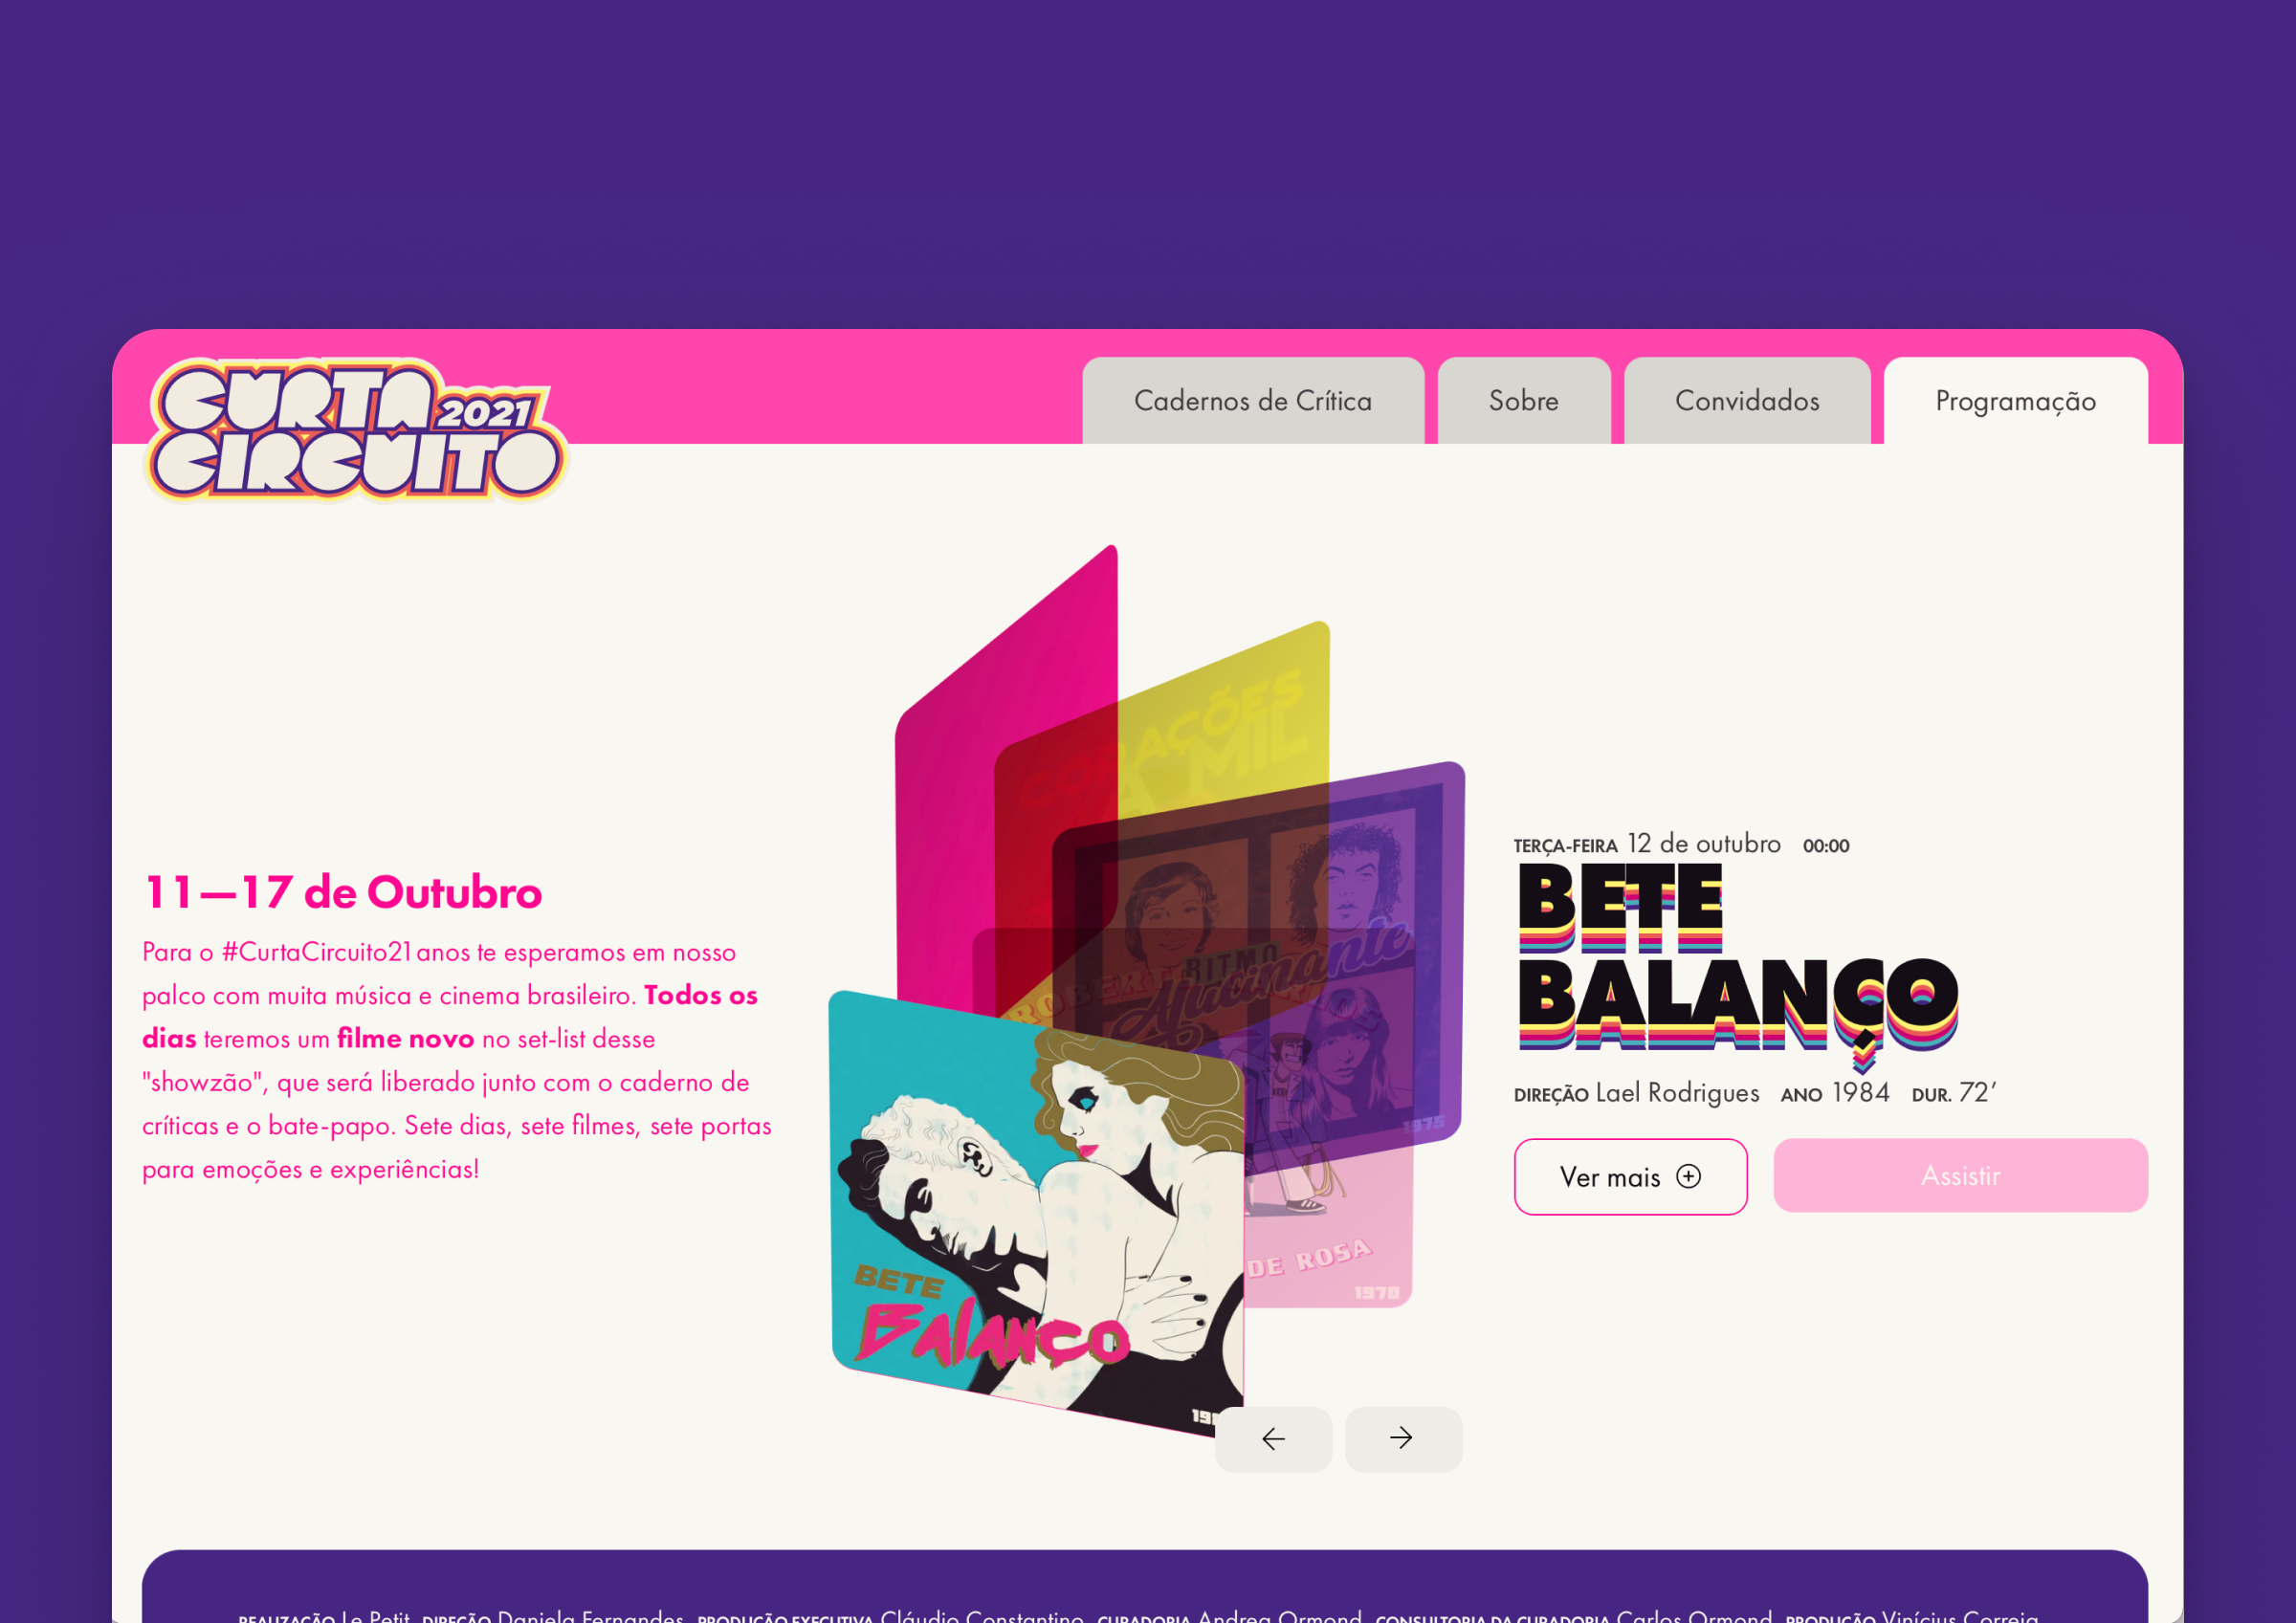 CURTA 2021
CIRCUITO
Cadernos de Crítica
Sobre
Convidados
Programação
11—17 de Outubro
Para o #CurtaCircuito21anos te esperamos em nosso
palco com muita música e cinema brasileiro. Todos os
dias teremos um filme novo no set-list desse
"showzão", que será liberado junto com o caderno de
críticas e o bate-papo. Sete dias, sete filmes, sete portas
para emoções e experiências!
CORAÇÕES
A MIL
RITMO
Alucinante
1975
DE ROSA
1970
BETE
Balanço
TERÇA-FEIRA 12 de outubro 00:00
BETE
BALANÇO
DIREÇÃO Lael Rodrigues ANO 1984 DUR. 72’
Ver mais
Assistir
REALIZAÇÃO Le Petit DIREÇÃO Daniela Fernandes PRODUÇÃO EXECUTIVA Cláudio Constantino CURADORIA Andrea Ormond CONSULTORIA DA CURADORIA Carlos Ormond PRODUÇÃO Vinícius Correia